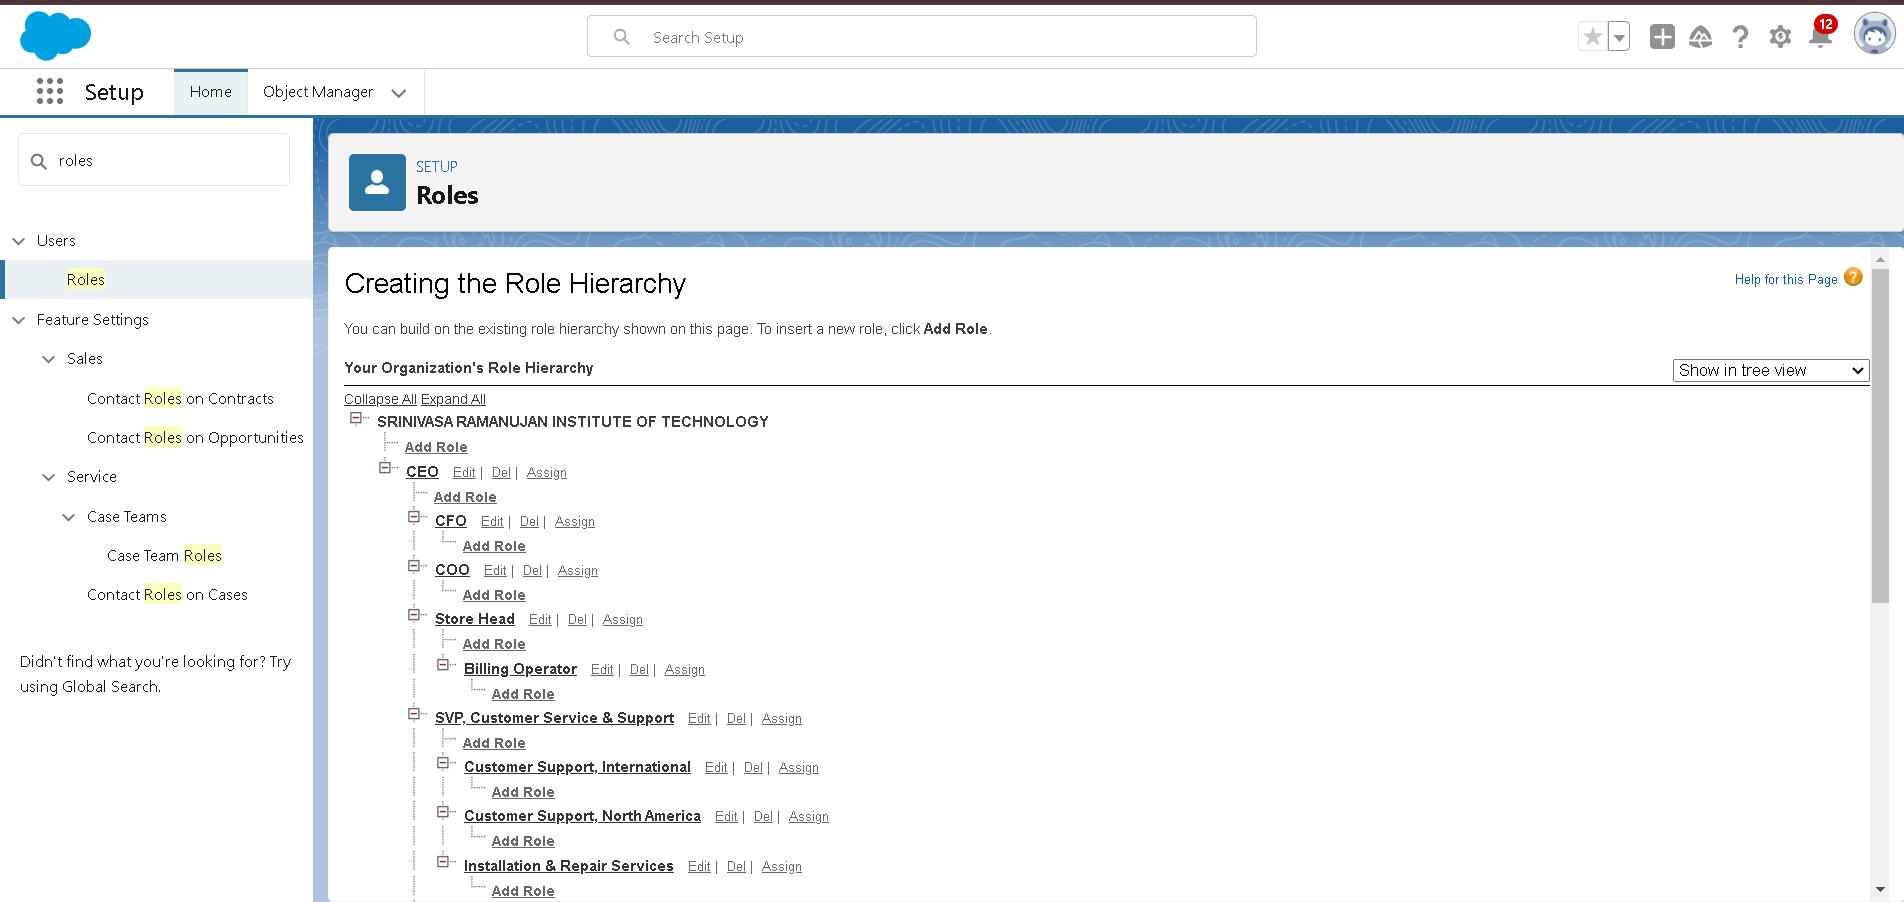 Search Setup
12
Setup
Home
Object Manager
roles
Users
Roles
Feature Settings
Sales
Contact Roles on Contracts
Contact Roles on Opportunities
Service
Case Teams
Case Team Roles
Contact Roles on Cases
Didn't find what you're looking for? Try
using Global Search.
SETUP
Roles
Creating the Role Hierarchy
Help for this Page ?
You can build on the existing role hierarchy shown on this page. To insert a new role, click Add Role.
Your Organization's Role Hierarchy
Show in tree view
Collapse All Expand All
SRINIVASA RAMANUJAN INSTITUTE OF TECHNOLOGY
Add Role
CEO Edit | Del | Assign
Add Role
CFO Edit | Del | Assign
Add Role
COO Edit | Del | Assign
Add Role
Store Head Edit | Del | Assign
Add Role
Billing Operator Edit | Del | Assign
Add Role
SVP, Customer Service & Support Edit | Del | Assign
Add Role
Customer Support, International Edit | Del | Assign
Add Role
Customer Support, North America Edit | Del | Assign
Add Role
Installation & Repair Services Edit | Del | Assign
Add Role